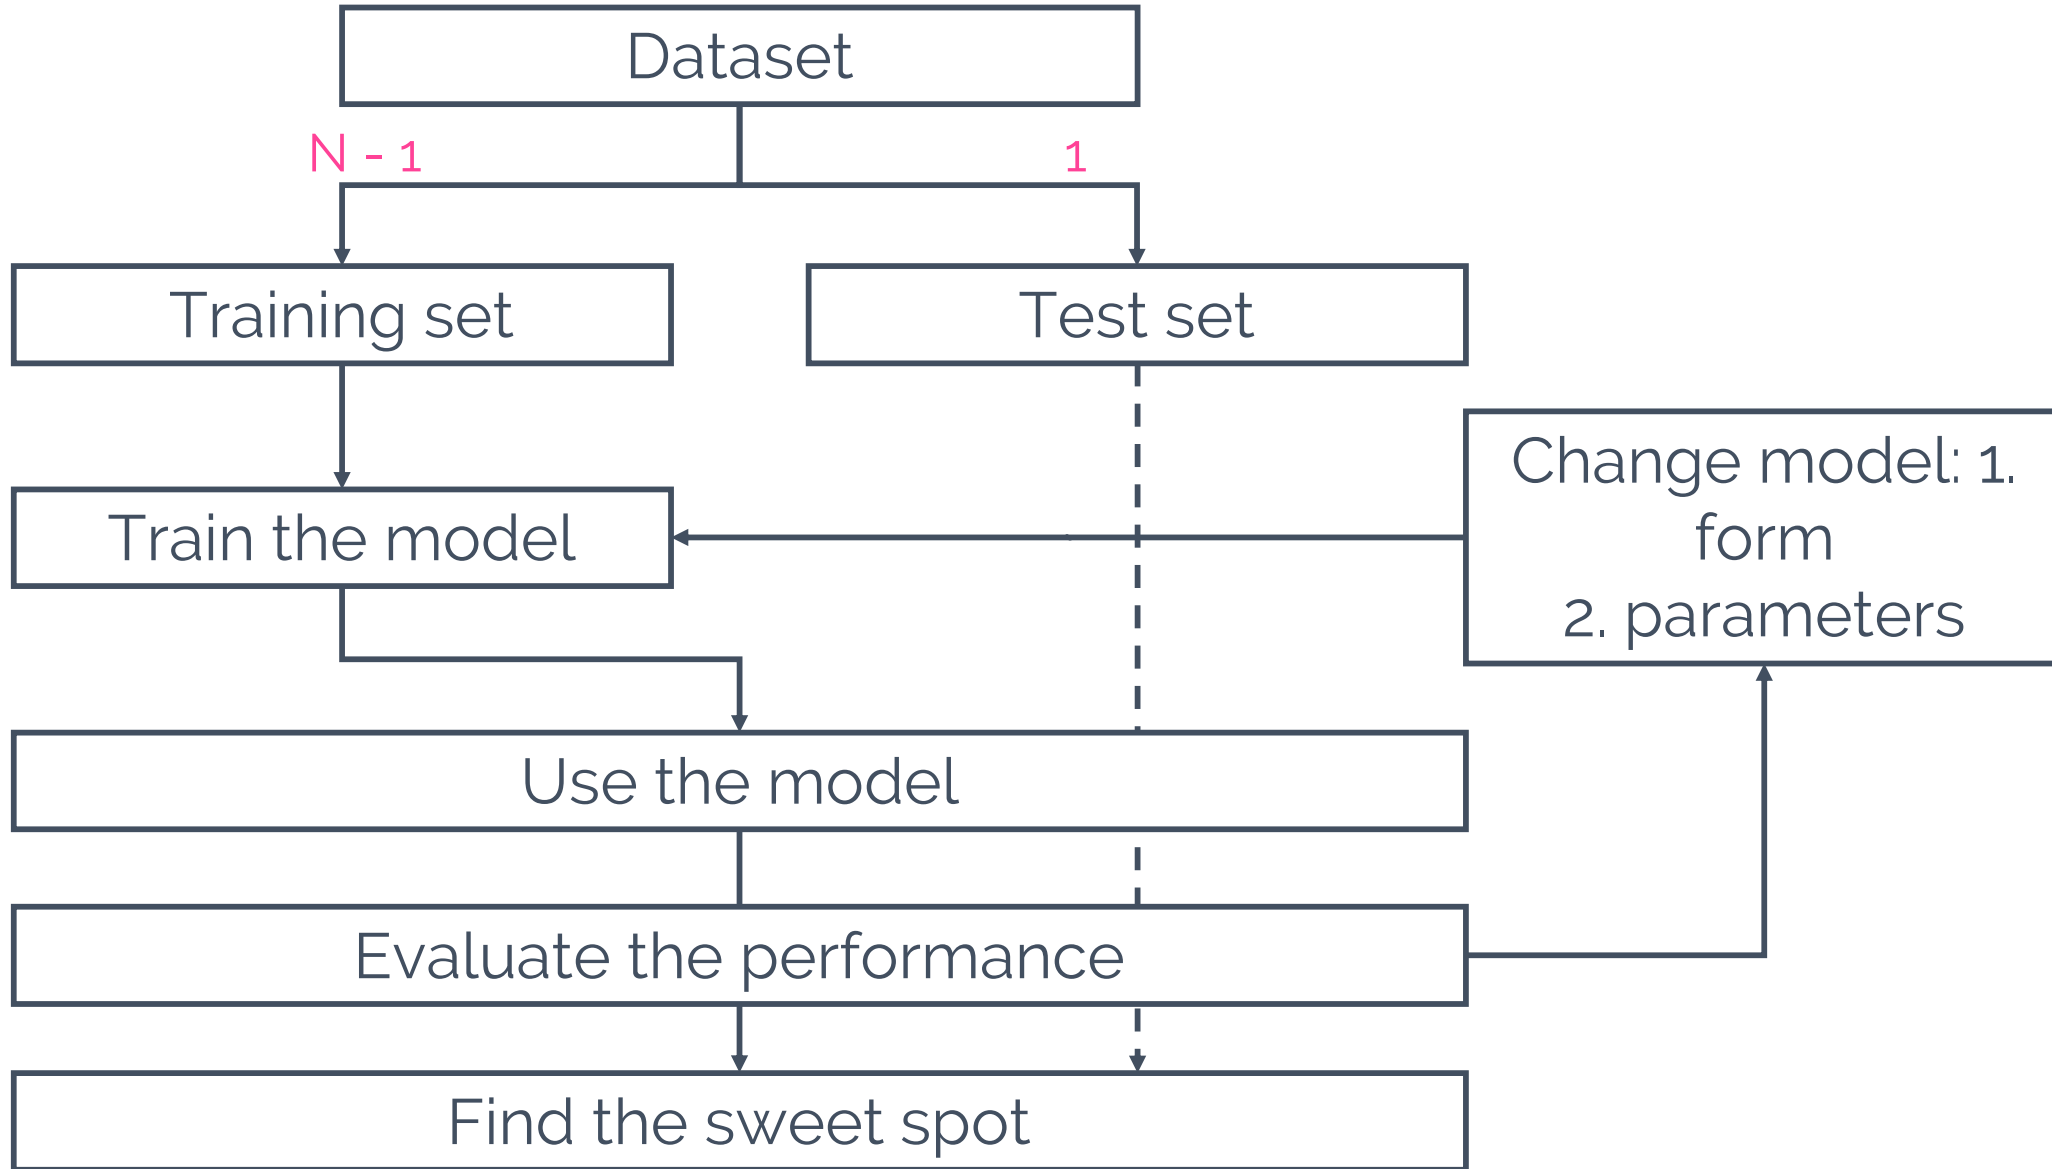 Dataset
N - 1
1
Training set
Test set
Change model: 1.
form
2. parameters
Train the model
Use the model
Evaluate the performance
Find the sweet spot